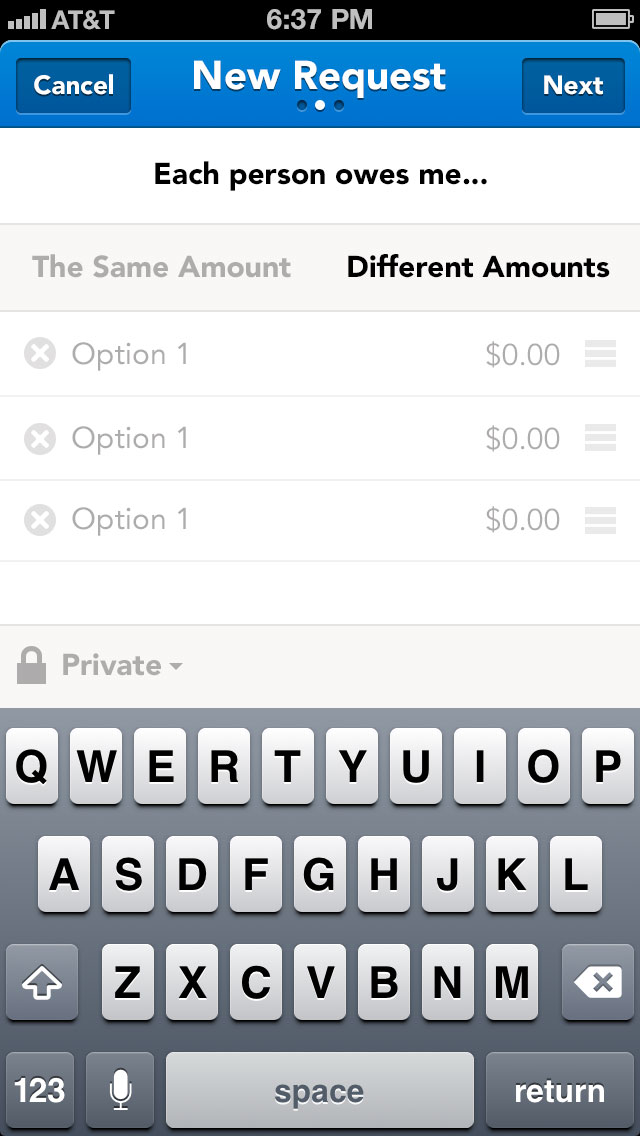 AT&T 6:37 PM
Cancel New Request Next
Each person owes me...
The Same Amount Different Amounts
Option 1 $0.00
Option 1 $0.00
Option 1 $0.00
Private
Q W E R T Y U I O P
A S D F G H J K L
Z X C V B N M
123 space return